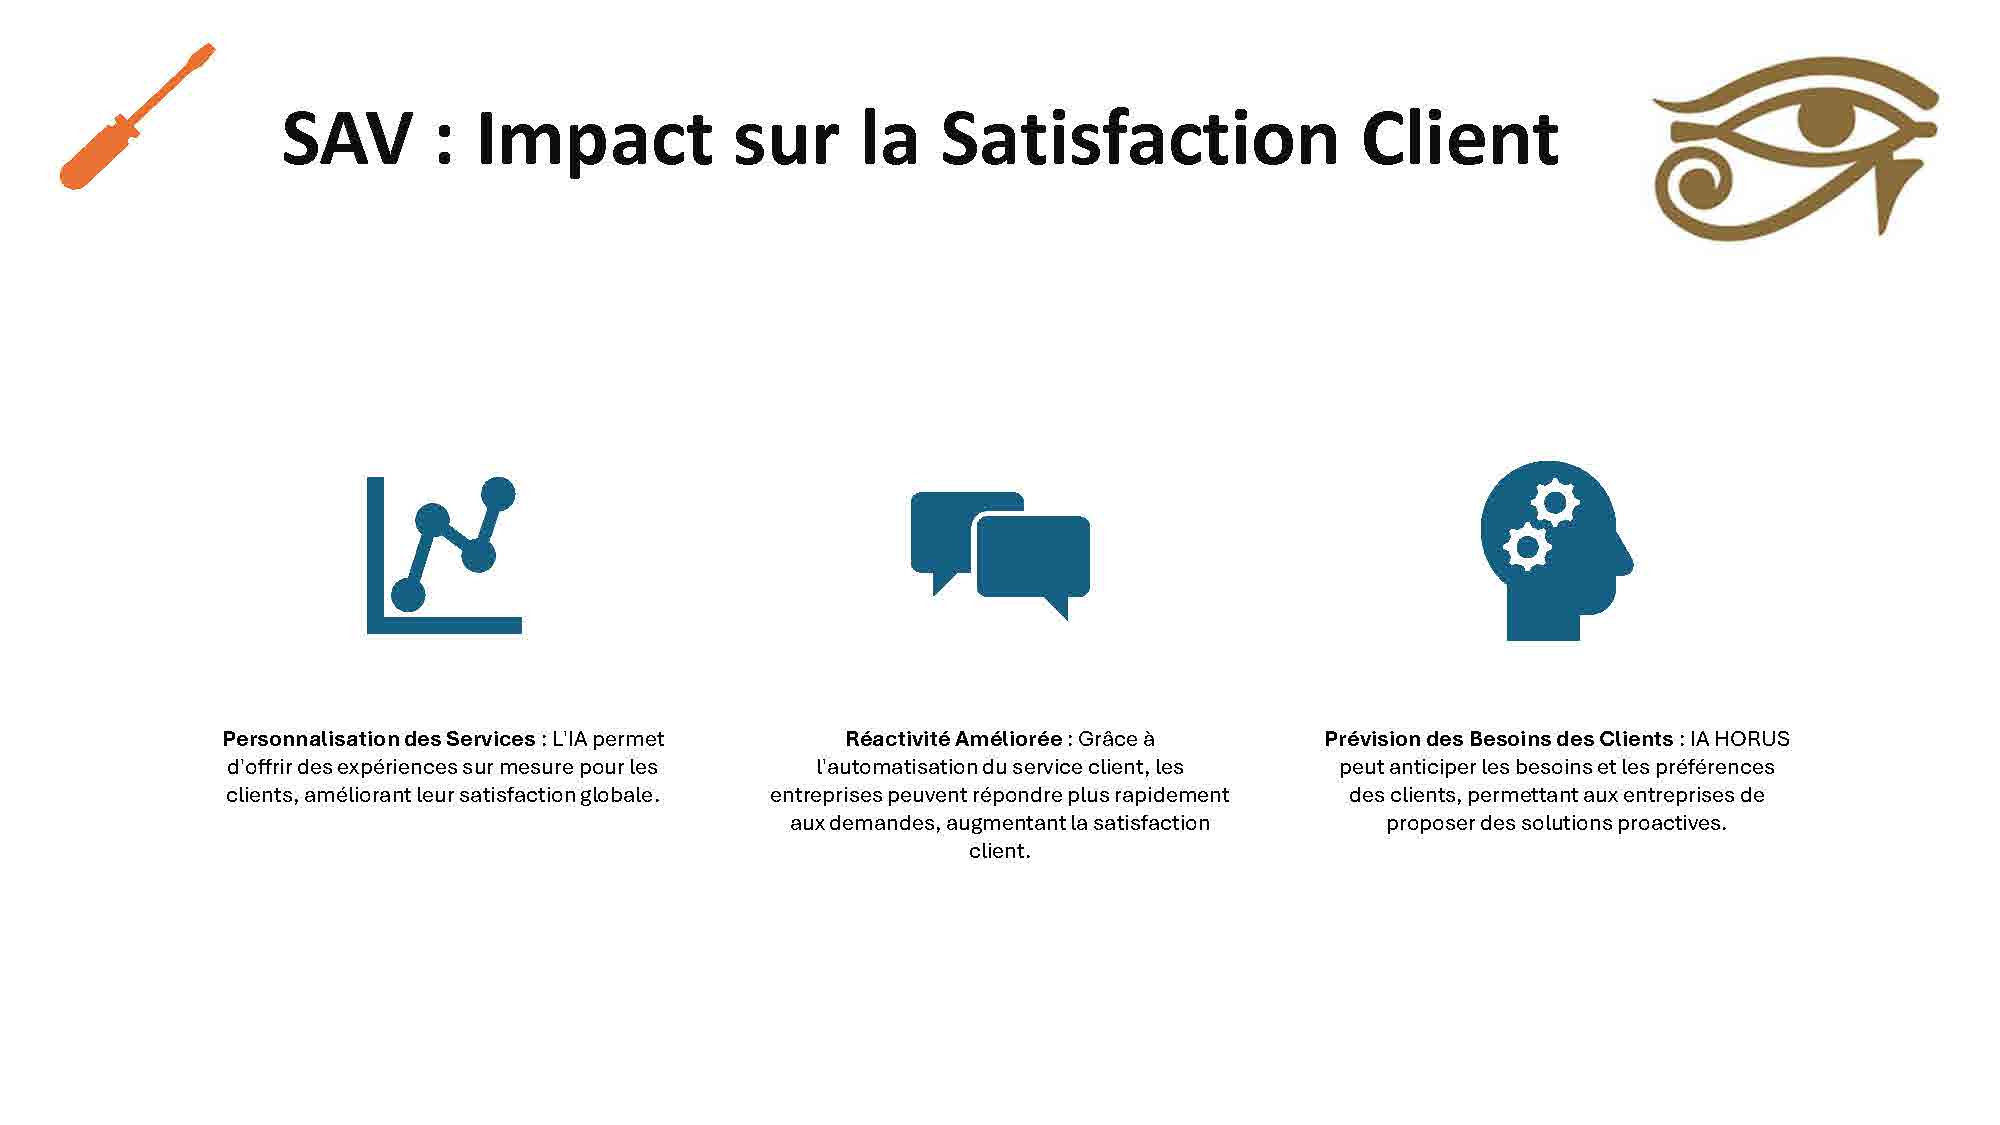 SAV : Impact sur la Satisfaction Client
Personnalisation des Services : L'IA permet
d'offrir des expériences sur mesure pour les
clients, améliorant leur satisfaction globale.
Réactivité Améliorée : Grâce à
l'automatisation du service client, les
entreprises peuvent répondre plus rapidement
aux demandes, augmentant la satisfaction
client.
Prévision des Besoins des Clients : IA HORUS
peut anticiper les besoins et les préférences
des clients, permettant aux entreprises de
proposer des solutions proactives.